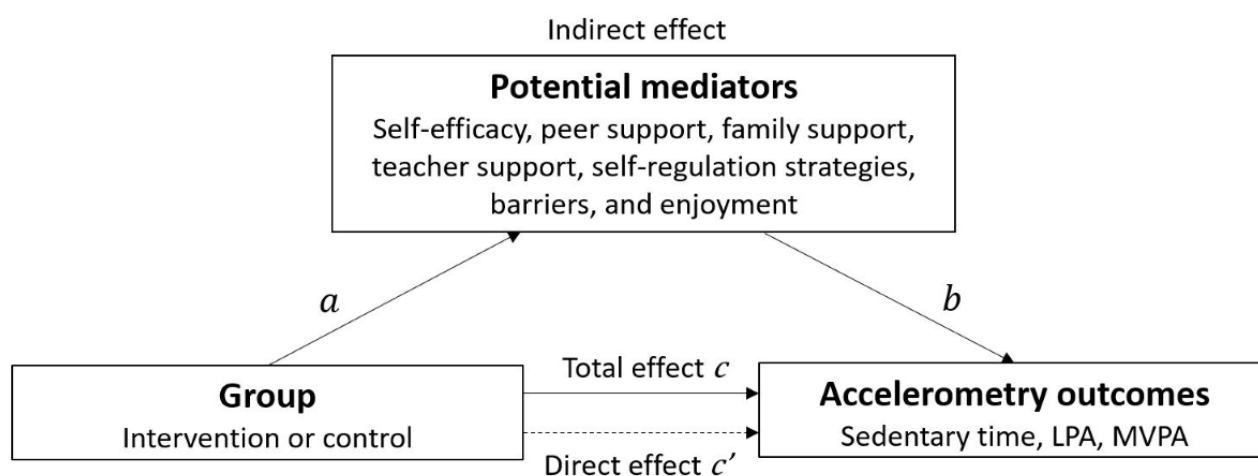 Indirect effect
Potential mediators
Self-efficacy, peer support, family support,
teacher support, self-regulation strategies,
barriers, and enjoyment
a
b
Group
Intervention or control
Total effect c
Direct effect c’
Accelerometry outcomes
Sedentary time, LPA, MVPA